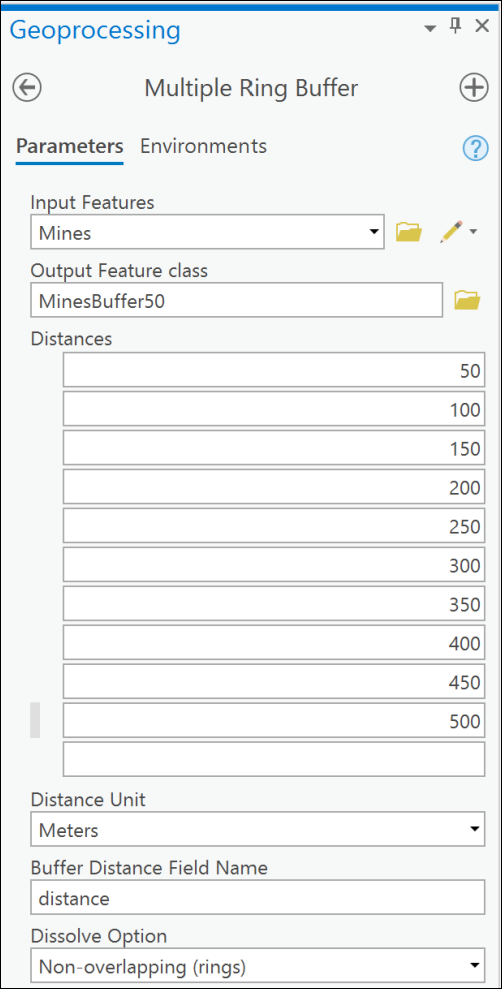 Geoprocessing
Multiple Ring Buffer
Parameters Environments
Input Features
Mines
Output Feature class
MinesBuffer50
Distances
50
100
150
200
250
300
350
400
450
500
Distance Unit
Meters
Buffer Distance Field Name
distance
Dissolve Option
Non-overlapping (rings)